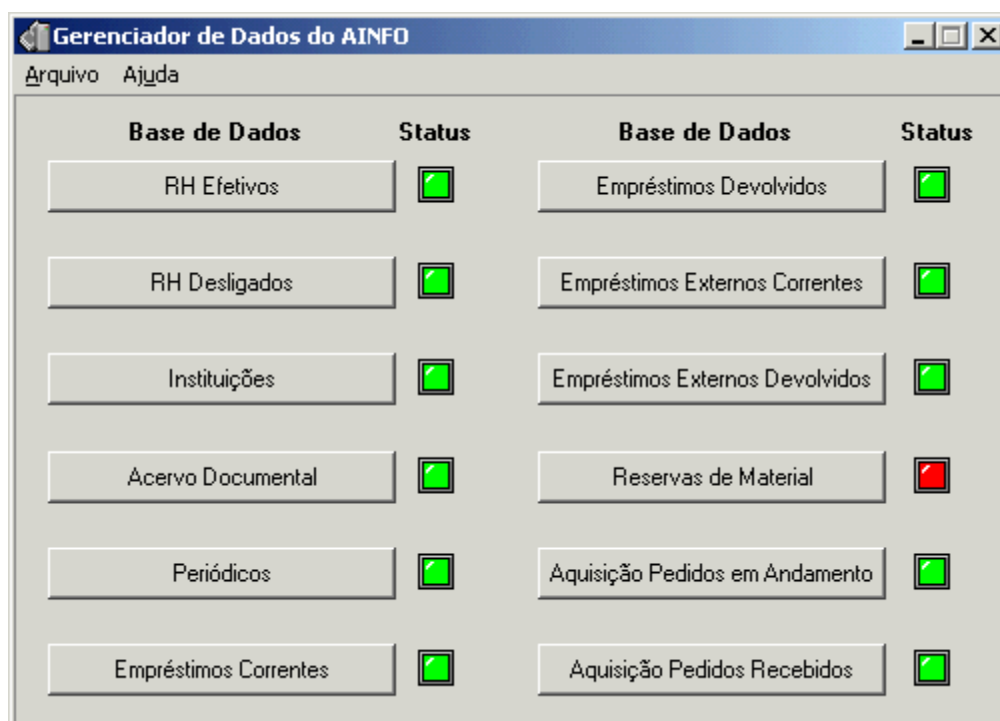 Gerenciador de Dados do AINFO
Arquivo Ajuda
Base de Dados Status Base de Dados Status
RH Efetivos Empréstimos Devolvidos
RH Desligados Empréstimos Externos Correntes
Instituições Empréstimos Externos Devolvidos
Acervo Documental Reservas de Material
Periódicos Aquisição Pedidos em Andamento
Empréstimos Correntes Aquisição Pedidos Recebidos